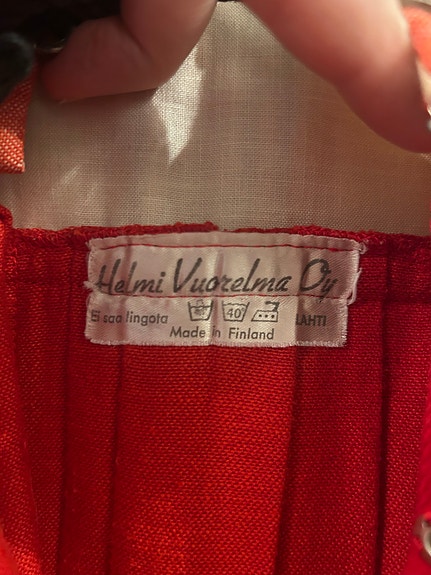 Helmi Vuorelma Oy
Ei saa lingota 40° LAHTI
Made in Finland